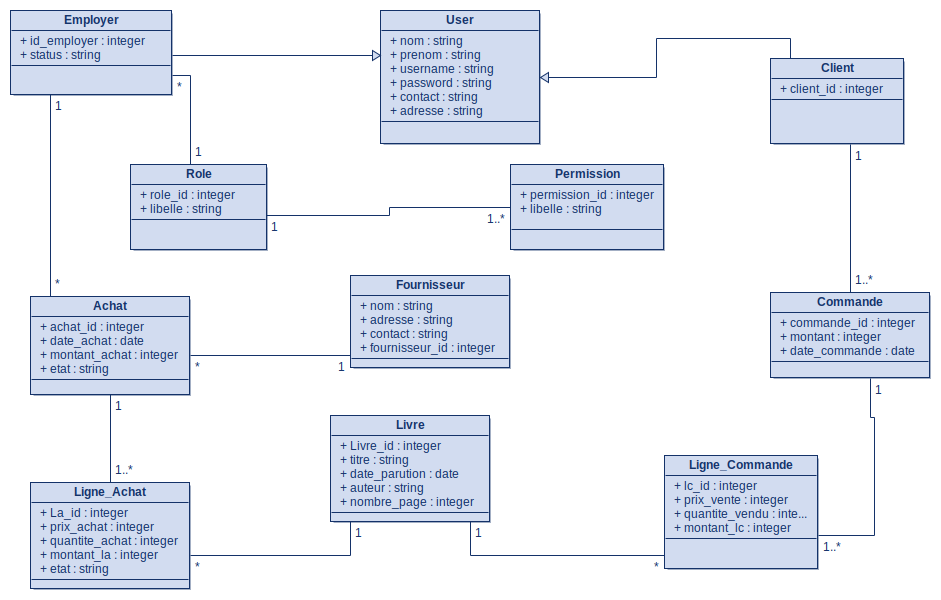 Employer
+ id_employer : integer
+ status : string
*
1
1
*
User
+ nom : string
+ prenom : string
+ username : string
+ password : string
+ contact : string
+ adresse : string
Client
+ client_id : integer
1
1..*
Role
+ role_id : integer
+ libelle : string
1
1..*
Permission
+ permission_id : integer
+ libelle : string
Achat
+ achat_id : integer
+ date_achat : date
+ montant_achat : integer
+ etat : string
*
1
1
1..*
Fournisseur
+ nom : string
+ adresse : string
+ contact : string
+ fournisseur_id : integer
Commande
+ commande_id : integer
+ montant : integer
+ date_commande : date
1
1..*
Livre
+ Livre_id : integer
+ titre : string
+ date_parution : date
+ auteur : string
+ nombre_page : integer
1
1
*
*
Ligne_Achat
+ La_id : integer
+ prix_achat : integer
+ quantite_achat : integer
+ montant_la : integer
+ etat : string
Ligne_Commande
+ lc_id : integer
+ prix_vente : integer
+ quantite_vendu : inte...
+ montant_lc : integer